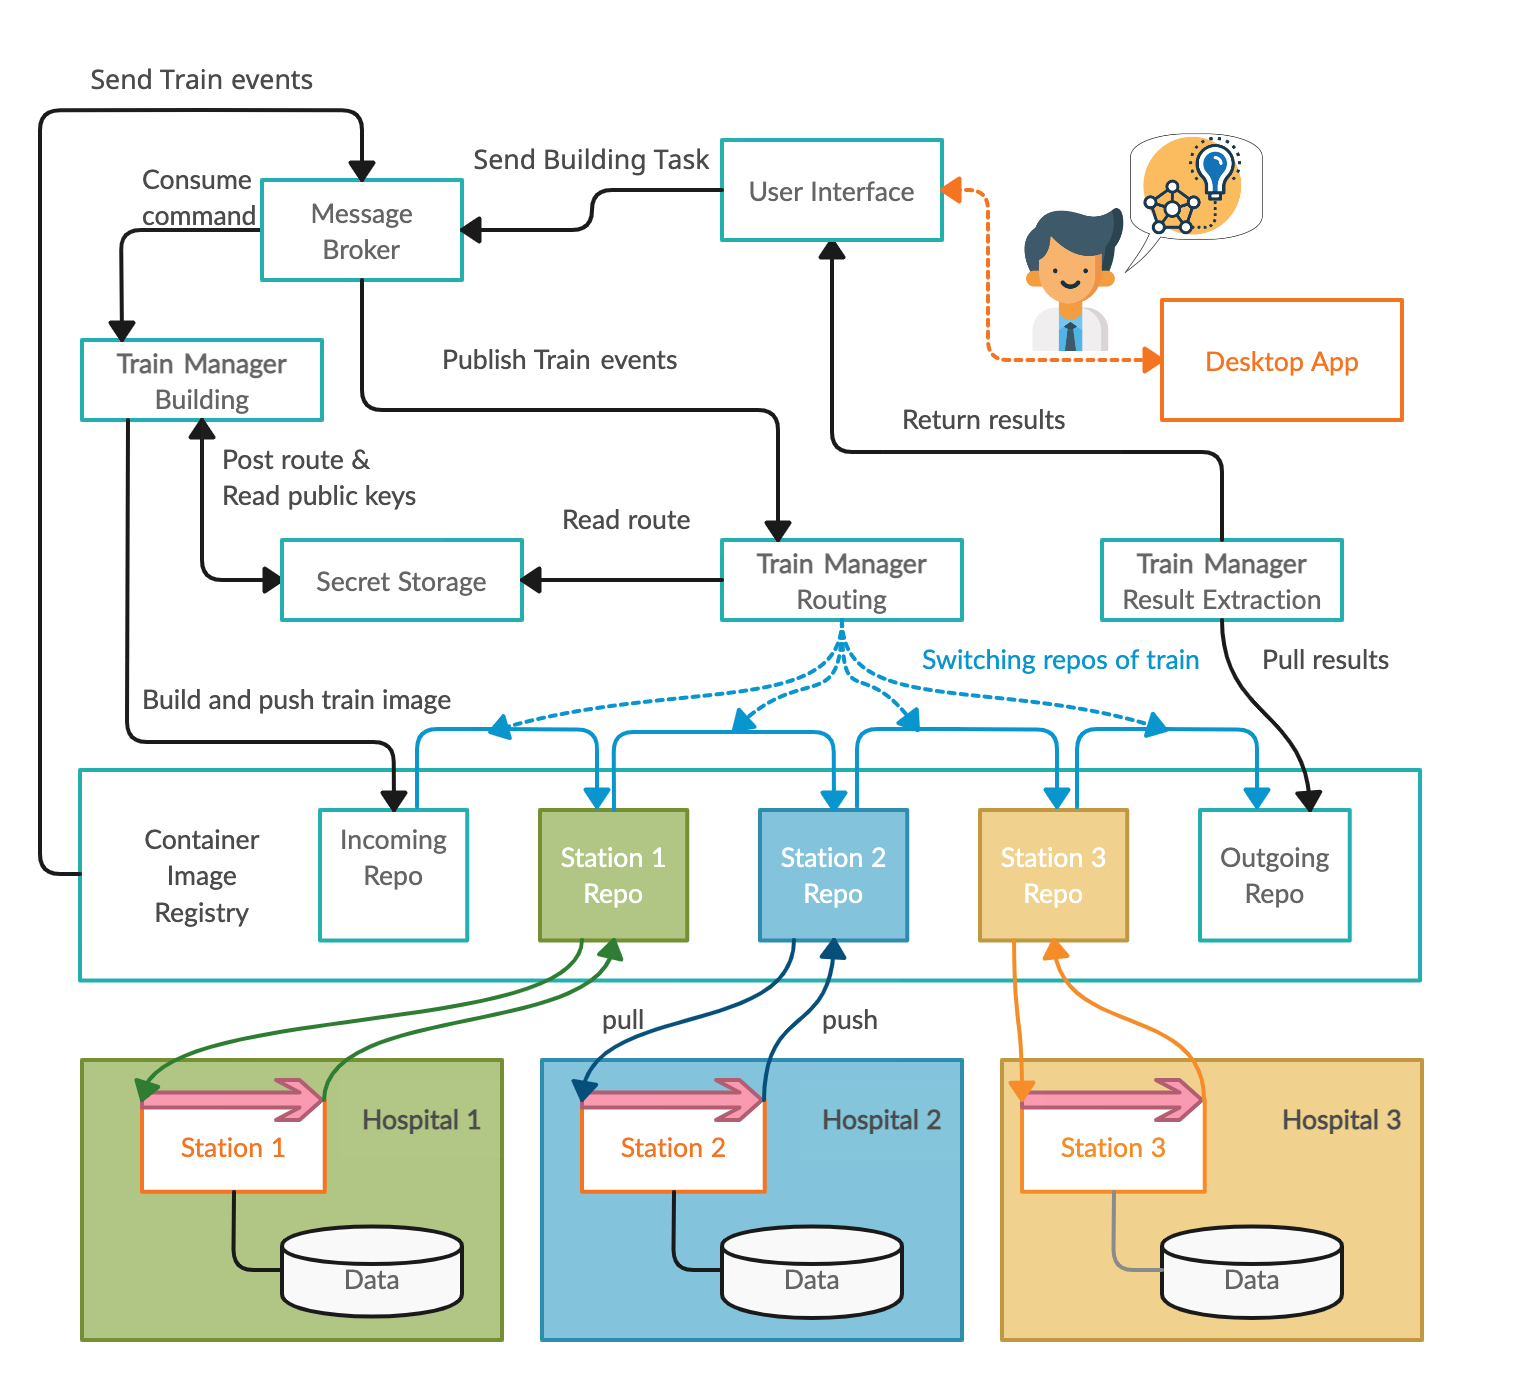 Send Train events
Send Building Task
Consume
command
Message
Broker
User Interface
Train Manager
Building
Publish Train events
Desktop App
Return results
Post route &
Read public keys
Read route
Secret Storage
Train Manager
Routing
Train Manager
Result Extraction
Switching repos of train
Pull results
Build and push train image
Container
Image
Registry
Incoming
Repo
Station 1
Repo
Station 2
Repo
Station 3
Repo
Outgoing
Repo
pull
push
Hospital 1
Station 1
Data
Hospital 2
Station 2
Data
Hospital 3
Station 3
Data